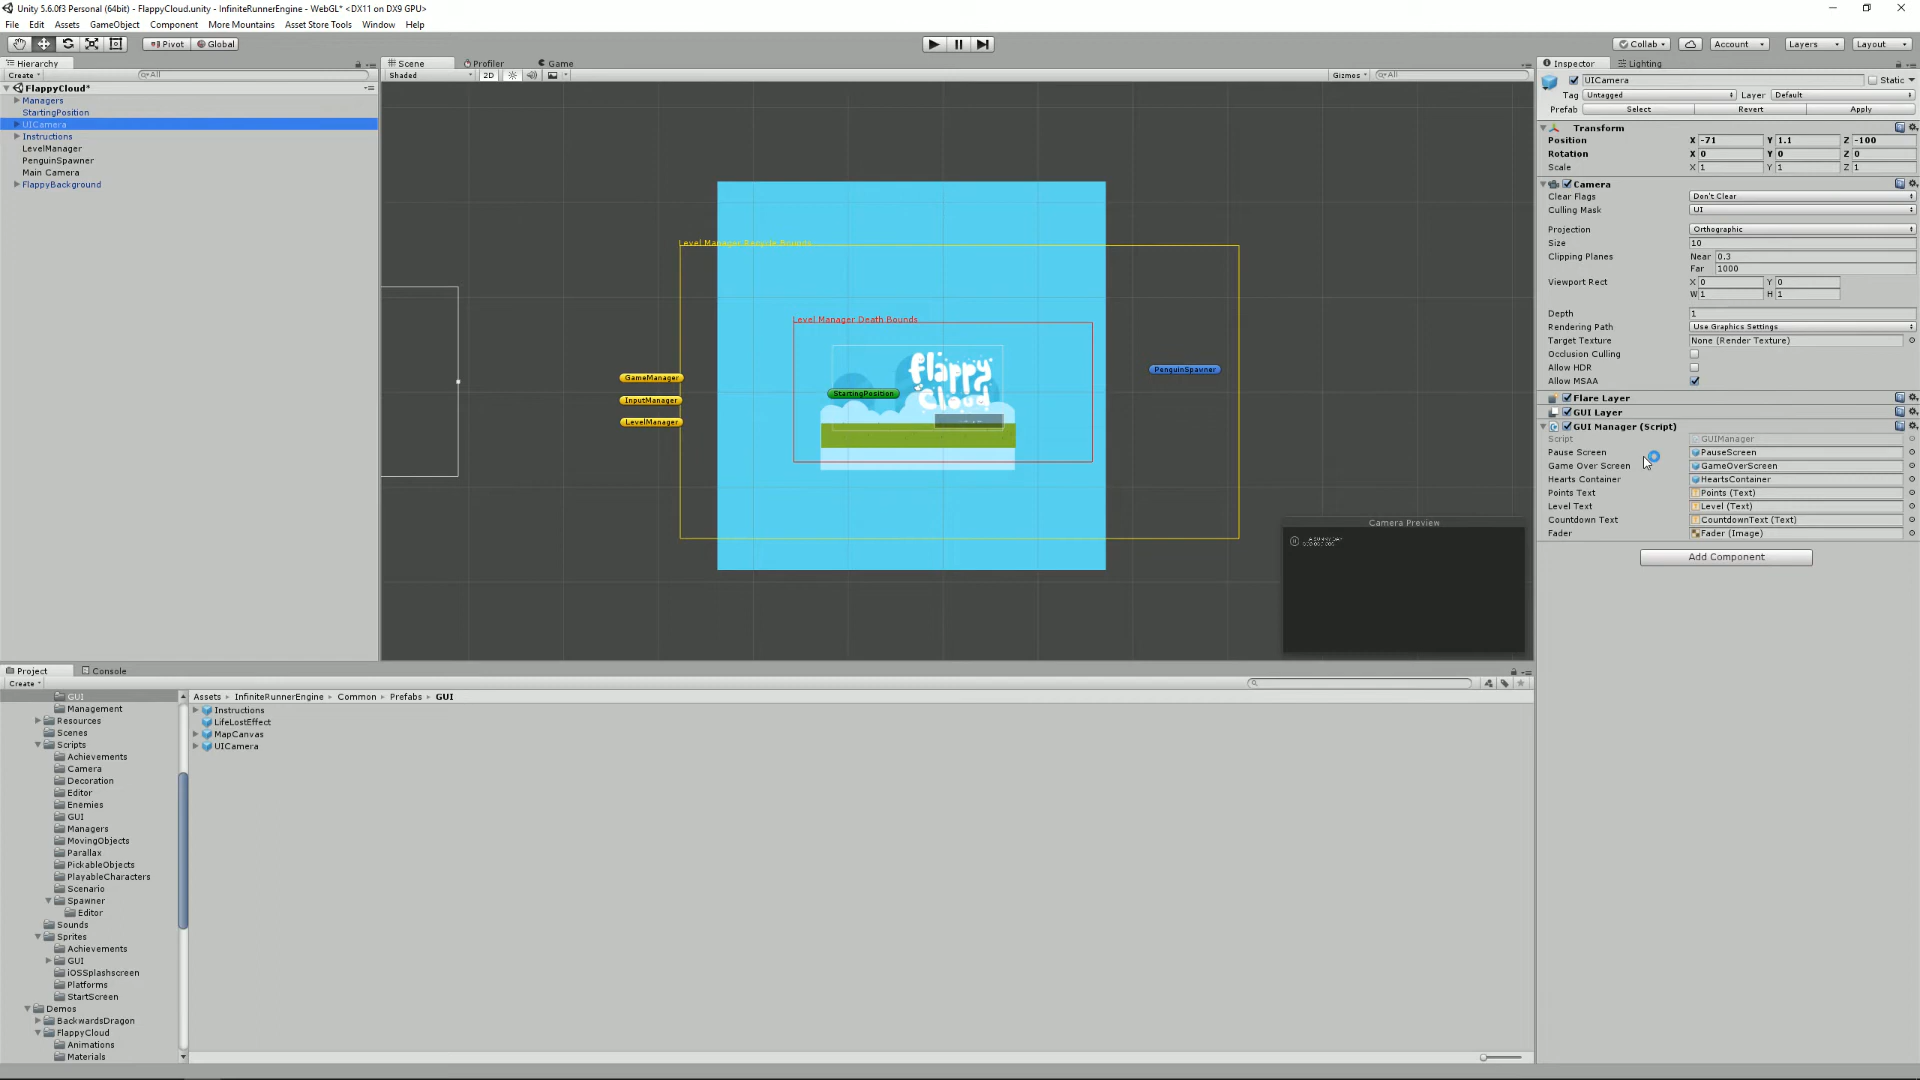 Unity 5.6.0f3 Personal (64bit) - FlappyCloud.unity - InfiniteRunnerEngine - WebGL* <DX11 on DX9 GPU>
File Edit Assets GameObject Component More Mountains Asset Store Tools Window Help
Pivot Global Collab Account Layers Layout
Hierarchy
Create All
FlappyCloud*
Managers
StartingPosition
UICamera
Instructions
LevelManager
PenguinSpawner
Main Camera
FlappyBackground
Scene Profiler Game
Shaded 2D Gizmos All
Level Manager Recycle Bounds
Level Manager Death Bounds
GameManager
InputManager
LevelManager
StartingPosition
flappy
Cloud
PenguinSpawner
Camera Preview
Inspector Lighting
UICamera Static
Tag Untagged Layer Default
Prefab Select Revert Apply
Transform
Position X -71 Y 1.1 Z -100
Rotation X 0 Y 0 Z 0
Scale X 1 Y 1 Z 1
Camera
Clear Flags Don't Clear
Culling Mask UI
Projection Orthographic
Size 10
Clipping Planes Near 0.3
Far 1000
Viewport Rect X 0 Y 0
W 1 H 1
Depth 1
Rendering Path Use Graphics Settings
Target Texture None (Render Texture)
Occlusion Culling
Allow HDR
Allow MSAA
Flare Layer
GUI Layer
GUI Manager (Script)
Script GUIManager
Pause Screen PauseScreen
Game Over Screen GameOverScreen
Hearts Container HeartsContainer
Points Text Points (Text)
Level Text Level (Text)
Countdown Text CountdownText (Text)
Fader Fader (Image)
Add Component
Project Console
Create
GUI
Management
Resources
Scenes
Scripts
Achievements
Camera
Decoration
Editor
Enemies
GUI
Managers
MovingObjects
Parallax
PickableObjects
PlayableCharacters
Scenario
Spawner
Editor
Sounds
Sprites
Achievements
GUI
iOSSplashscreen
Platforms
StartScreen
Demos
BackwardsDragon
FlappyCloud
Animations
Materials
Assets InfiniteRunnerEngine Common Prefabs GUI
Instructions
LifeLostEffect
MapCanvas
UICamera